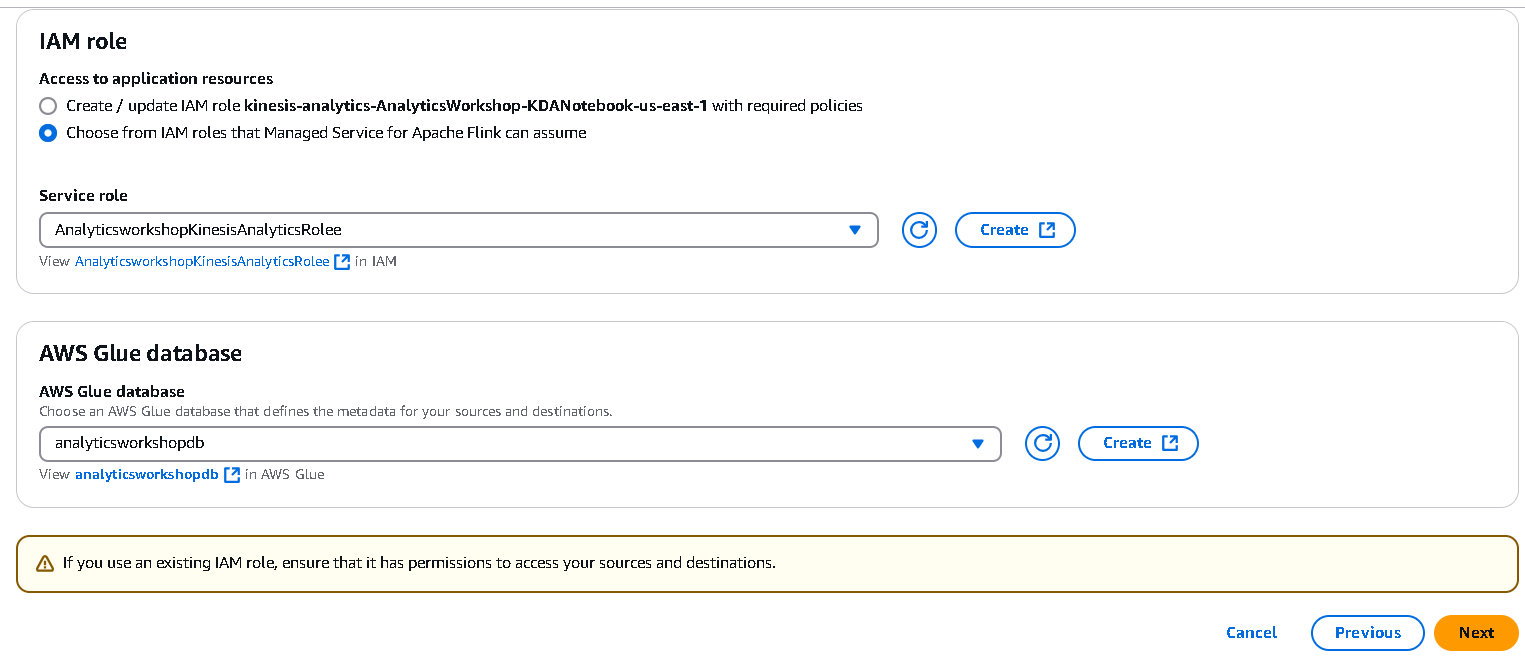 IAM role
Access to application resources
Create / update IAM role kinesis-analytics-AnalyticsWorkshop-KDANotebook-us-east-1 with required policies
Choose from IAM roles that Managed Service for Apache Flink can assume
Service role
AnalyticsworkshopKinesisAnalyticsRolee
Create
View AnalyticsworkshopKinesisAnalyticsRolee in IAM
AWS Glue database
AWS Glue database
Choose an AWS Glue database that defines the metadata for your sources and destinations.
analyticsworkshopdb
Create
View analyticsworkshopdb in AWS Glue
If you use an existing IAM role, ensure that it has permissions to access your sources and destinations.
Cancel Previous Next